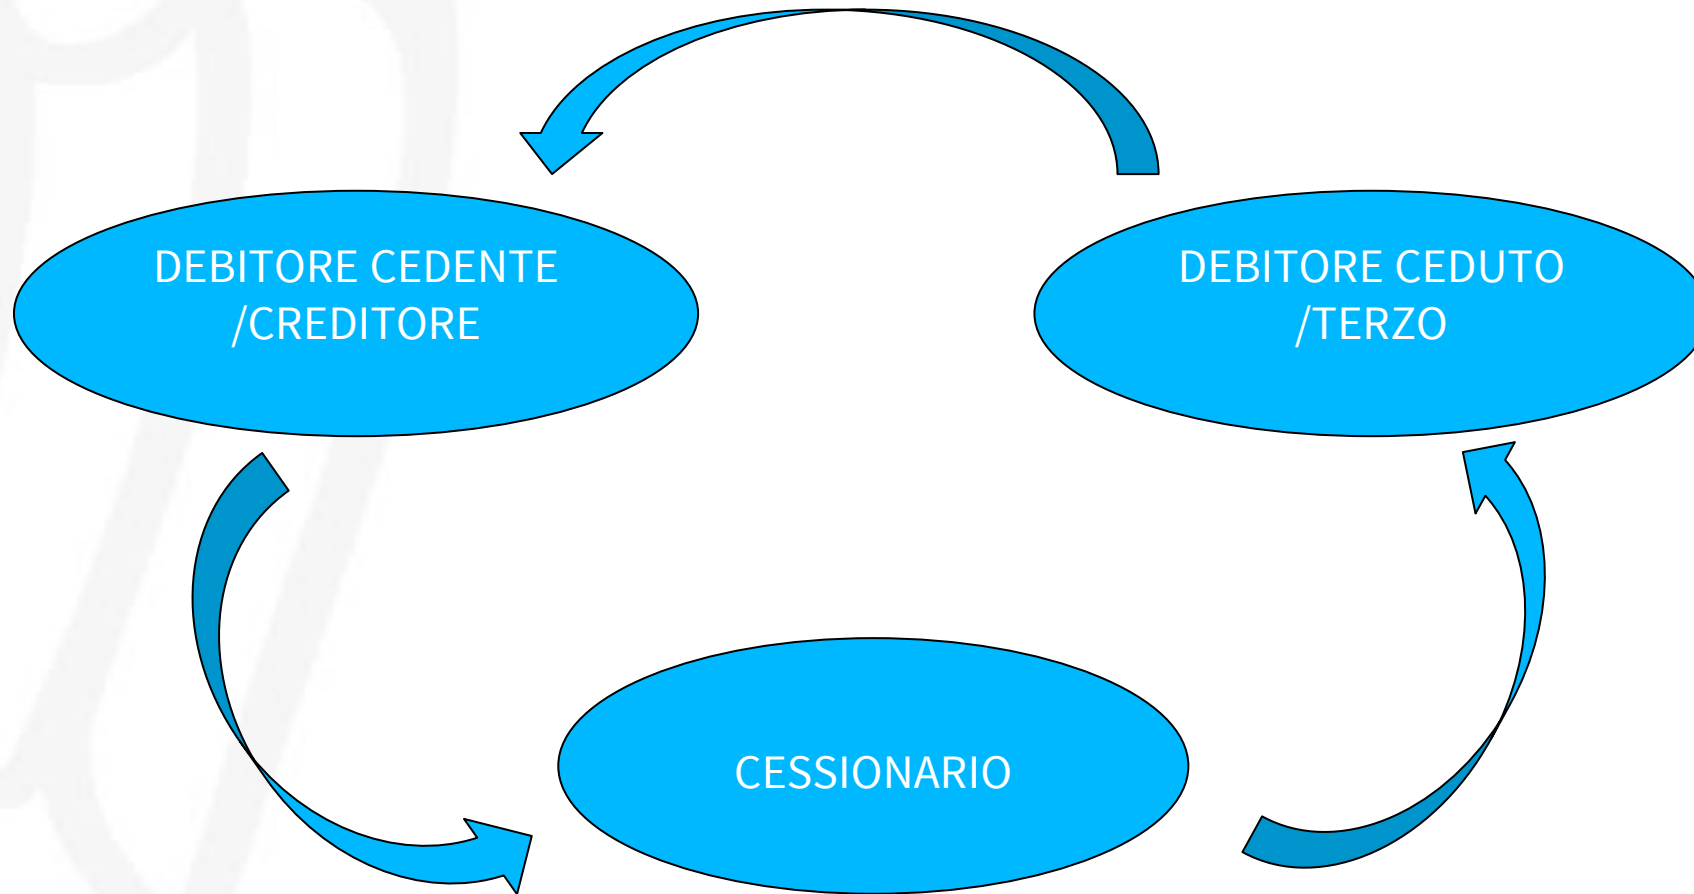 DEBITORE CEDENTE
/CREDITORE
DEBITORE CEDUTO
/TERZO
CESSIONARIO